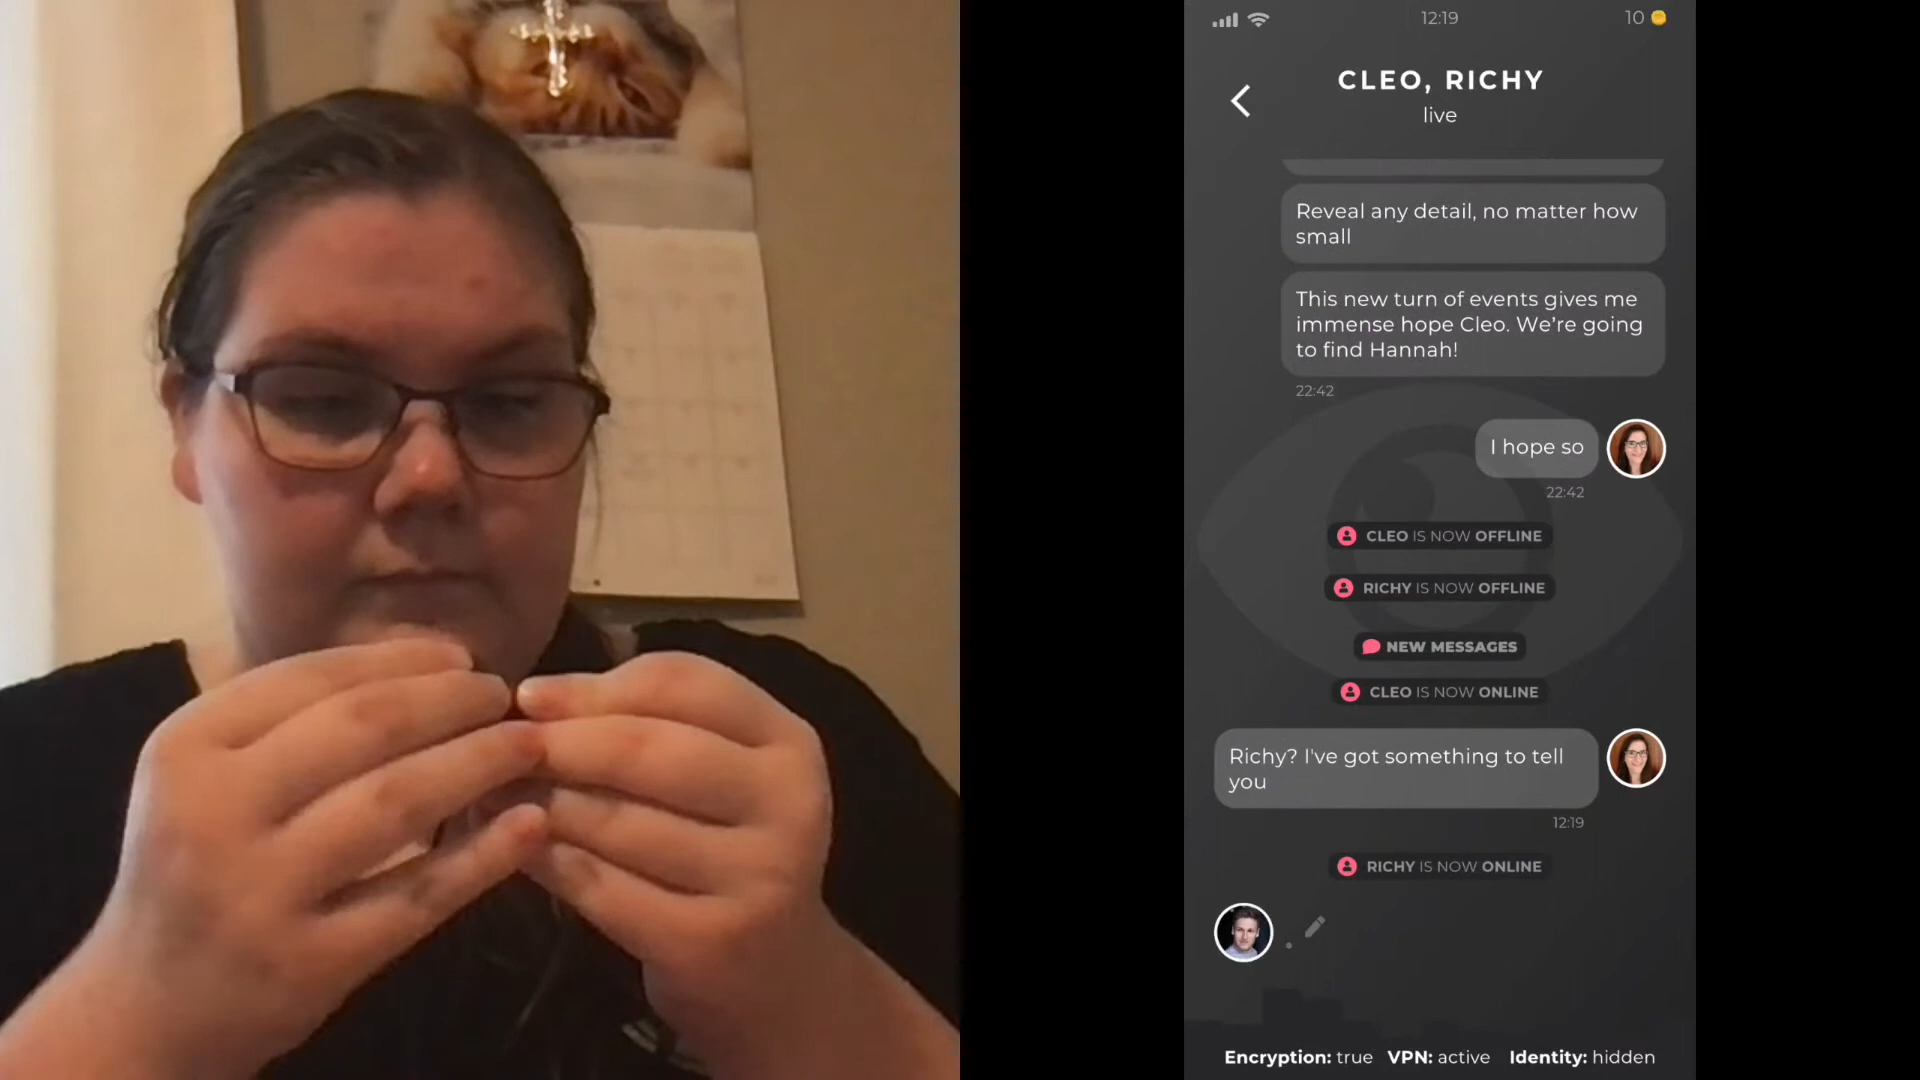 12:19
10
CLEO, RICHY
live
Reveal any detail, no matter how
small
This new turn of events gives me
immense hope Cleo. We're going
to find Hannah!
22:42
I hope so
22:42
CLEO IS NOW OFFLINE
RICHY IS NOW OFFLINE
NEW MESSAGES
CLEO IS NOW ONLINE
Richy? I've got something to tell
you
12:19
RICHY IS NOW ONLINE
Encryption: true VPN: active Identity: hidden